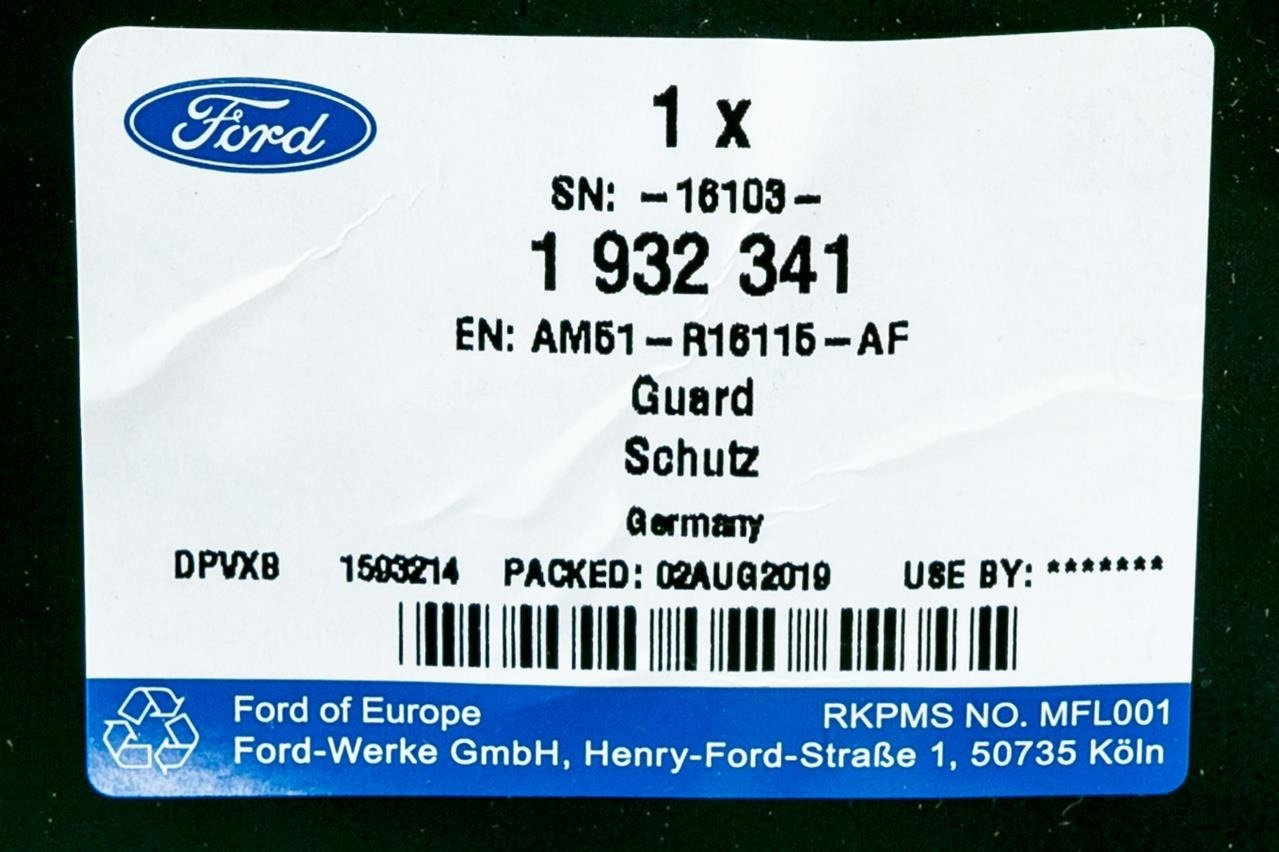 Ford
1 x
SN: -16103-
1 932 341
EN: AM51-R16115-AF
Guard
Schutz
Germany
DPVXB 1593214 PACKED: 02AUG2019 USE BY: *******
Ford of Europe RKPMS NO. MFL001
Ford-Werke GmbH, Henry-Ford-Straße 1, 50735 Köln